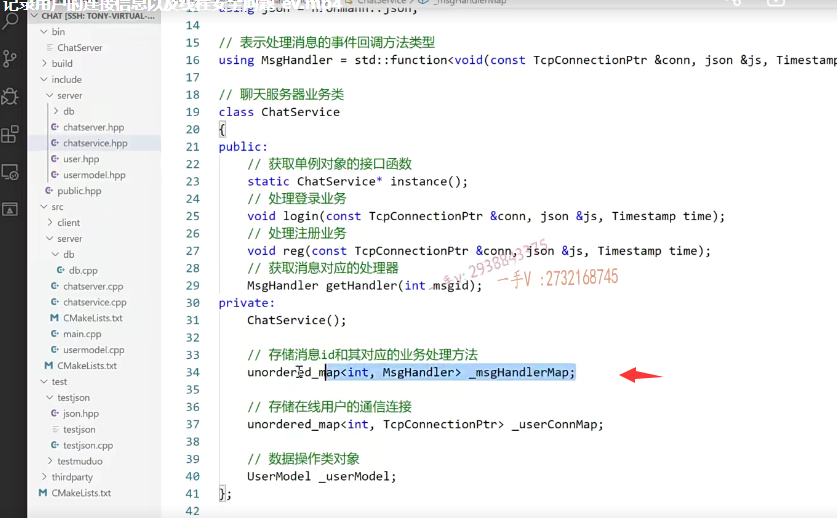 CHAT [SSH: TONY-VIRTUAL-...
bin
ChatServer
build
include
server
db
chatserver.hpp
chatservice.hpp
user.hpp
usermodel.hpp
public.hpp
src
client
server
db
db.cpp
chatserver.cpp
chatservice.cpp
CMakeLists.txt
main.cpp
usermodel.cpp
CMakeLists.txt
test
testjson
json.hpp
testjson
testjson.cpp
testmuduo
thirdparty
CMakeLists.txt
14
15 // 表示处理消息的事件回调方法类型
16 using MsgHandler = std::function<void(const TcpConnectionPtr &conn, json &js, Timestamp
17
18 // 聊天服务器业务类
19 class ChatService
20 {
21 public:
22 // 获取单例对象的接口函数
23 static ChatService* instance();
24 // 处理登录业务
25 void login(const TcpConnectionPtr &conn, json &js, Timestamp time);
26 // 处理注册业务
27 void reg(const TcpConnectionPtr &conn, json &js, Timestamp time);
28 // 获取消息对应的处理器
29 MsgHandler getHandler(int msgid);
一手V :2732168745
30 private:
31 ChatService();
32
33 // 存储消息id和其对应的业务处理方法
34 unordered_map<int, MsgHandler> _msgHandlerMap;
35
36 // 存储在线用户的通信连接
37 unordered_map<int, TcpConnectionPtr> _userConnMap;
38
39 // 数据操作类对象
40 UserModel _userModel;
41 };
42